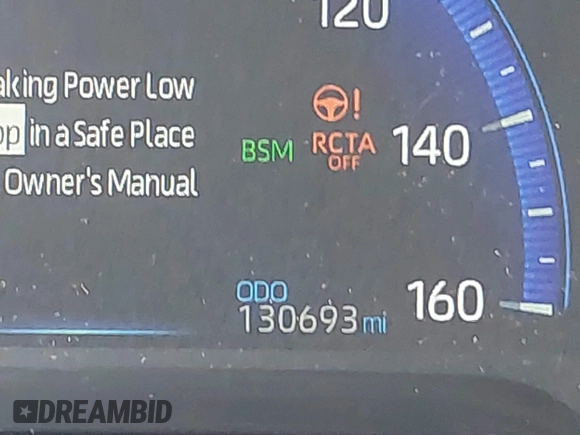 120
aking Power Low
op in a Safe Place
Owner's Manual
!
BSM
RCTA
OFF
140
ODO
130693 mi
160
DREAMBID